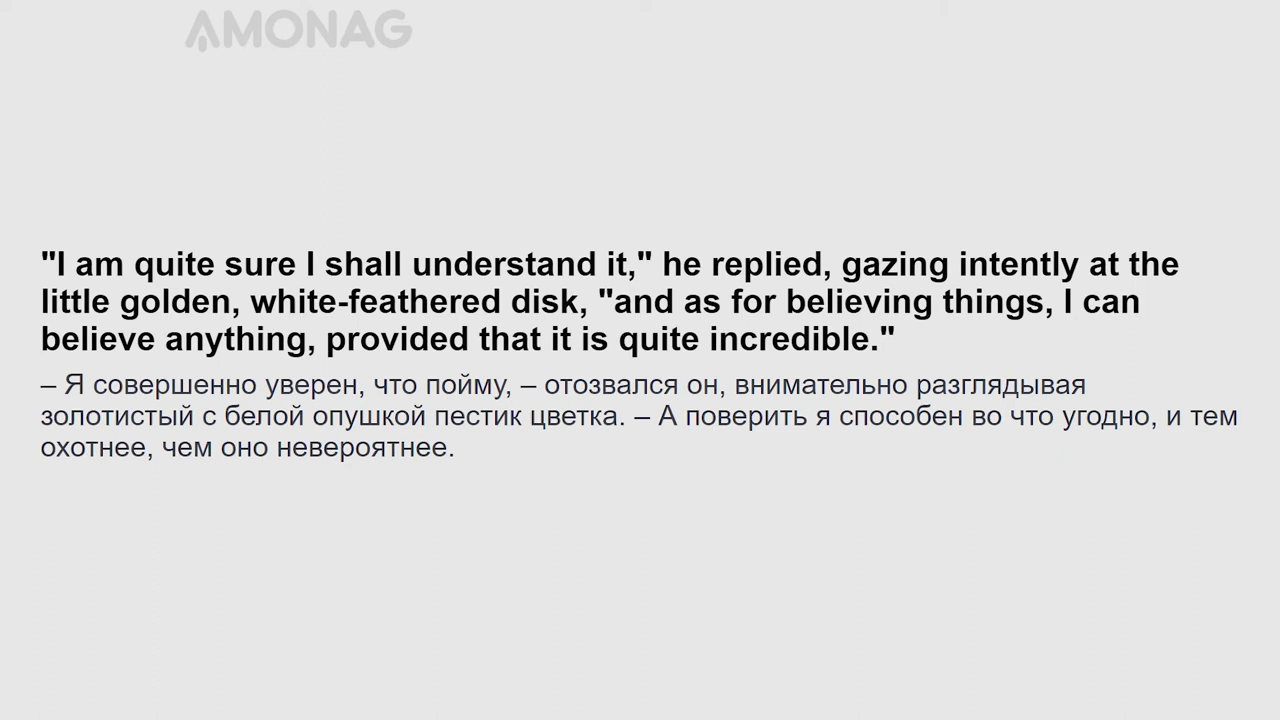 AMONAG
"I am quite sure I shall understand it," he replied, gazing intently at the
little golden, white-feathered disk, "and as for believing things, I can
believe anything, provided that it is quite incredible."
– Я совершенно уверен, что пойму, – отозвался он, внимательно разглядывая
золотистый с белой опушкой пестик цветка. – А поверить я способен во что угодно, и тем
охотнее, чем оно невероятнее.